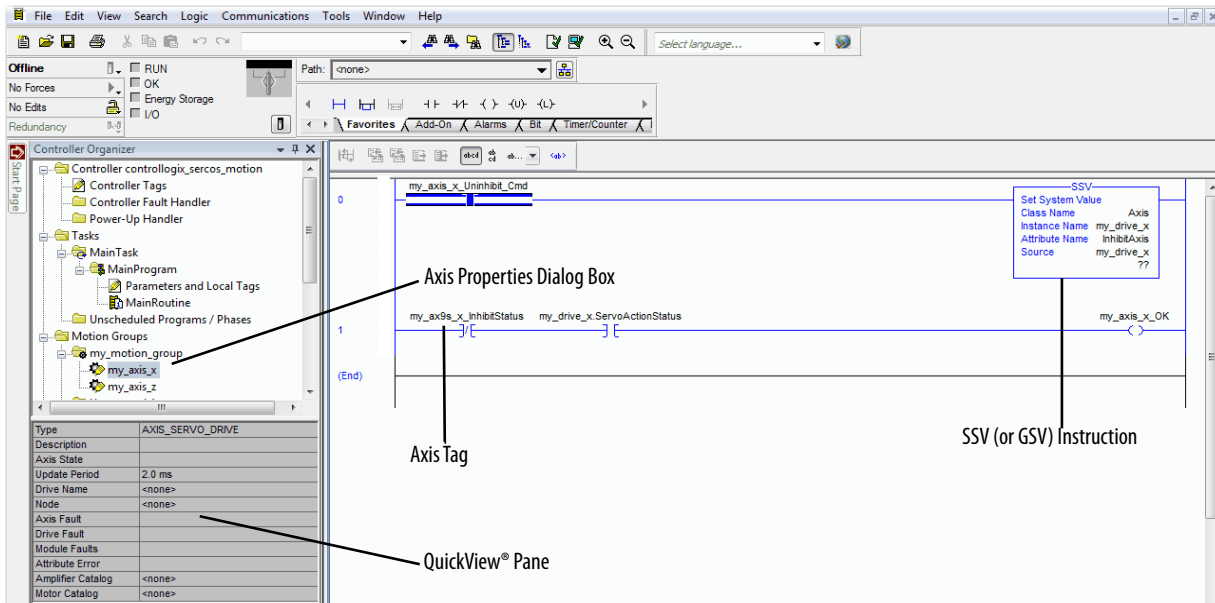 File Edit View Search Logic Communications Tools Window Help
Select language...
Offline
RUN
Path: <none>
No Forces
OK
No Edits
Energy Storage
I/O
Redundancy
Favorites Add-On Alarms Bit Timer/Counter
Start Page
Controller Organizer
Controller controllogix_sercos_motion
Controller Tags
Controller Fault Handler
Power-Up Handler
Tasks
MainTask
MainProgram
Parameters and Local Tags
MainRoutine
Unscheduled Programs / Phases
Motion Groups
my_motion_group
my_axis_x
my_axis_z
Type AXIS_SERVO_DRIVE
Description
Axis State
Update Period 2.0 ms
Drive Name <none>
Node <none>
Axis Fault
Drive Fault
Module Faults
Attribute Error
Amplifier Catalog <none>
Motor Catalog <none>
abcd ab cd ab... <ab>
0
my_axis_x_Uninhibit_Cmd
SSV
Set System Value
Class Name Axis
Instance Name my_drive_x
Attribute Name InhibitAxis
Source my_drive_x
??
Axis Properties Dialog Box
1
my_ax9s_x_InhibitStatus my_drive_x.ServoActionStatus my_axis_x_OK
(End)
Axis Tag
SSV (or GSV) Instruction
QuickView® Pane